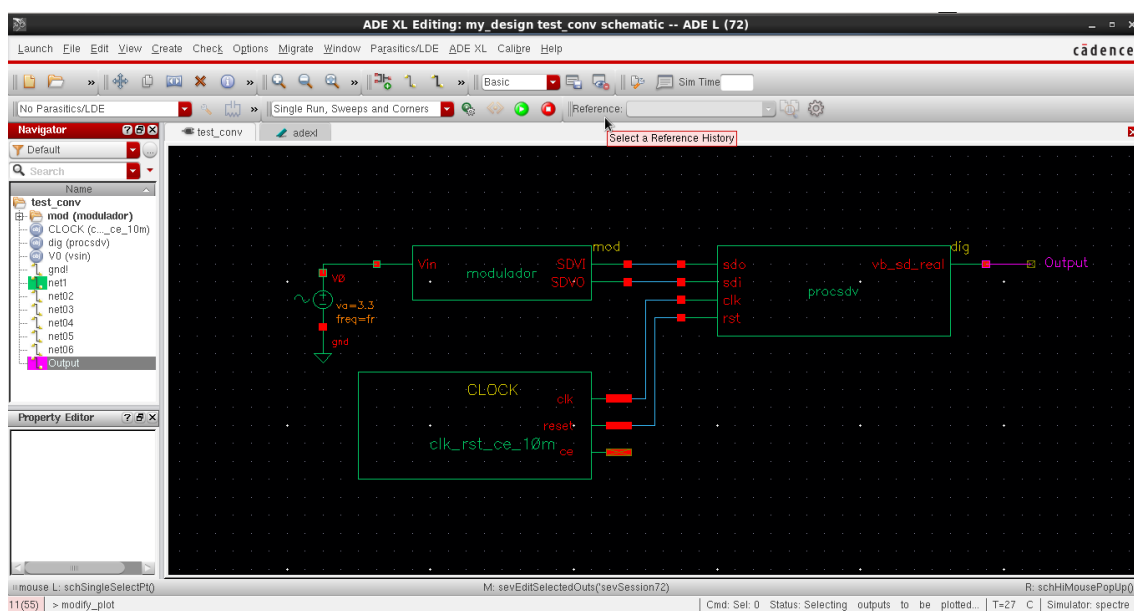 ADE XL Editing: my_design test_conv schematic -- ADE L (72)
Launch File Edit View Create Check Options Migrate Window Parasitics/LDE ADE XL Calibre Help
cādence
» » » » Basic Sim Time
No Parasitics/LDE » Single Run, Sweeps and Corners Reference:
Navigator
test_conv adexl
Select a Reference History
Default
Search
Name
test_conv
mod (modulador)
CLOCK (c..._ce_10m)
dig (procsdv)
V0 (vsin)
gnd!
net1
net02
net03
net04
net05
net06
Output
Property Editor
mod
dig
Vin
SDVI
sdo
vb_sd_real
Output
modulador
SDVO
sdi
procsdv
clk
rst
V0
va=3.3
freq=fr
gnd
CLOCK
clk
reset
clk_rst_ce_10m
ce
mouse L: schSingleSelectPt() M: sevEditSelectedOuts('sevSession72) R: schHiMousePopUp()
11(55) > modify_plot Cmd: Sel: 0 Status: Selecting outputs to be plotted... T=27 C Simulator: spectre